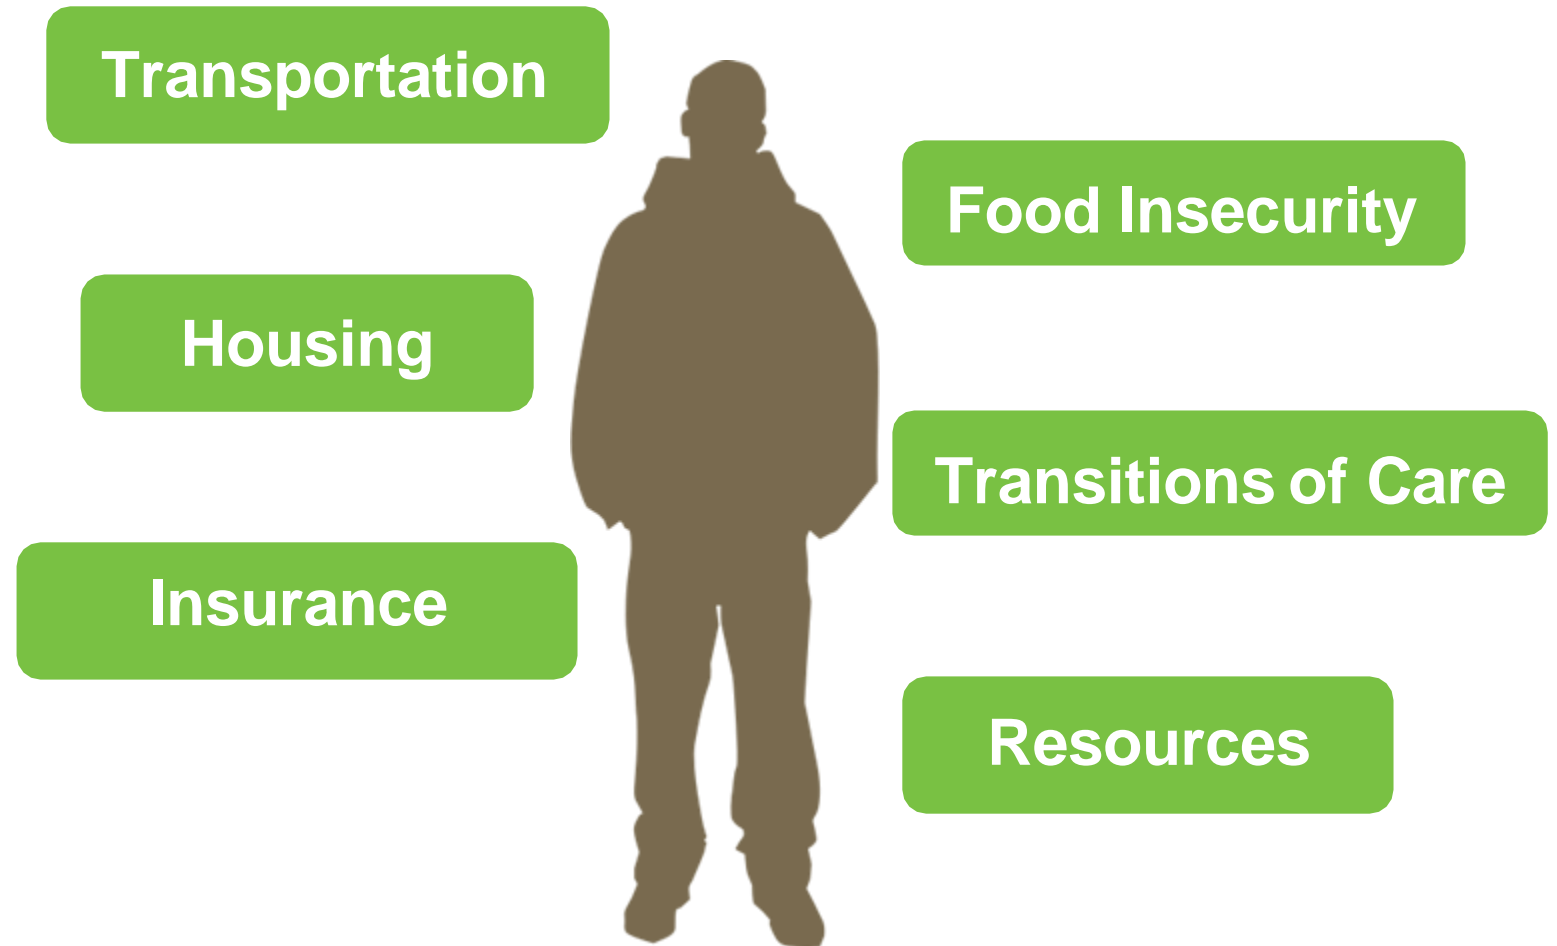 Transportation
Food Insecurity
Housing
Transitions of Care
Insurance
Resources